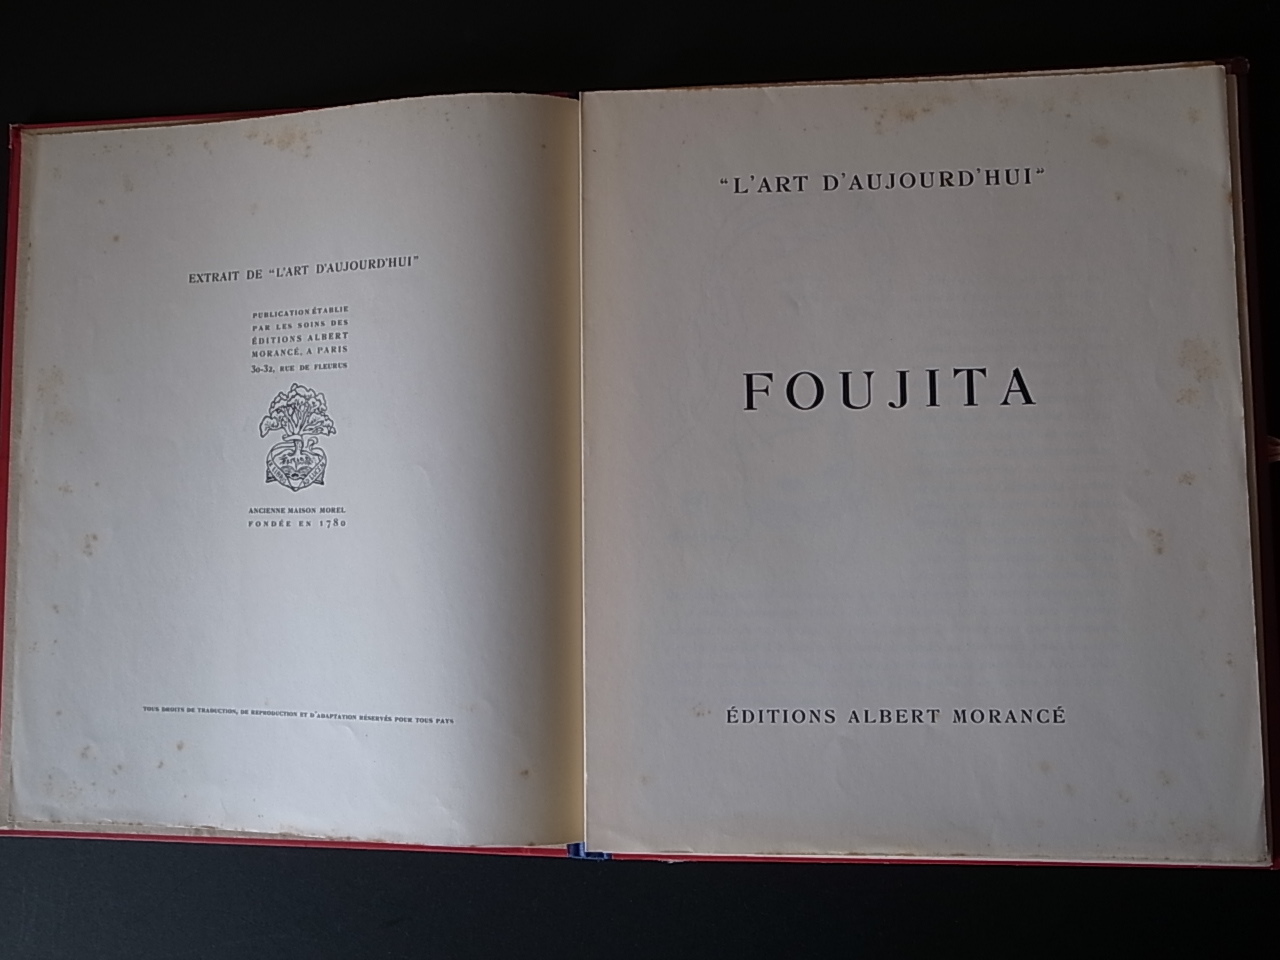 EXTRAIT DE “L'ART D'AUJOURD'HUI”
PUBLICATION ÉTABLIE
PAR LES SOINS DES
ÉDITIONS ALBERT
MORANCÉ, A PARIS
30-32, RUE DE FLEURUS
ANCIENNE MAISON MOREL
FONDÉE EN 1780
TOUS DROITS DE TRADUCTION, DE REPRODUCTION ET D'ADAPTATION RÉSERVÉS POUR TOUS PAYS
“L'ART D'AUJOURD'HUI”
FOUJITA
ÉDITIONS ALBERT MORANCÉ